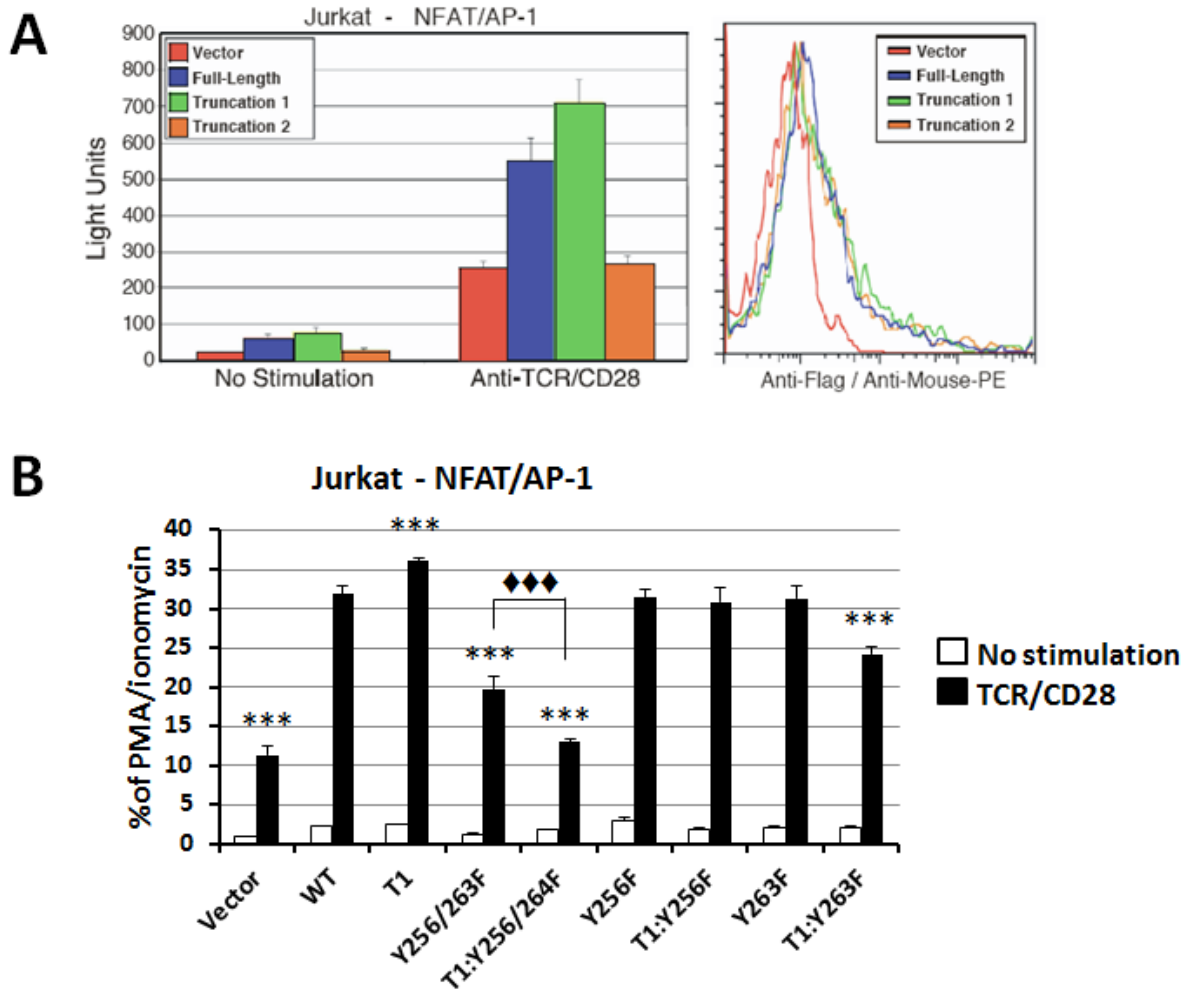 A
Jurkat - NFAT/AP-1
Light Units
900
800
700
600
500
400
300
200
100
0
Vector
Full-Length
Truncation 1
Truncation 2
No Stimulation
Anti-TCR/CD28
Vector
Full-Length
Truncation 1
Truncation 2
Anti-Flag / Anti-Mouse-PE
B
Jurkat - NFAT/AP-1
%of PMA/ionomycin
40
35
30
25
20
15
10
5
0
***
***
***
♦♦♦
***
***
Vector
WT
T1
Y256/263F
T1:Y256/264F
Y256F
T1:Y256F
Y263F
T1:Y263F
No stimulation
TCR/CD28